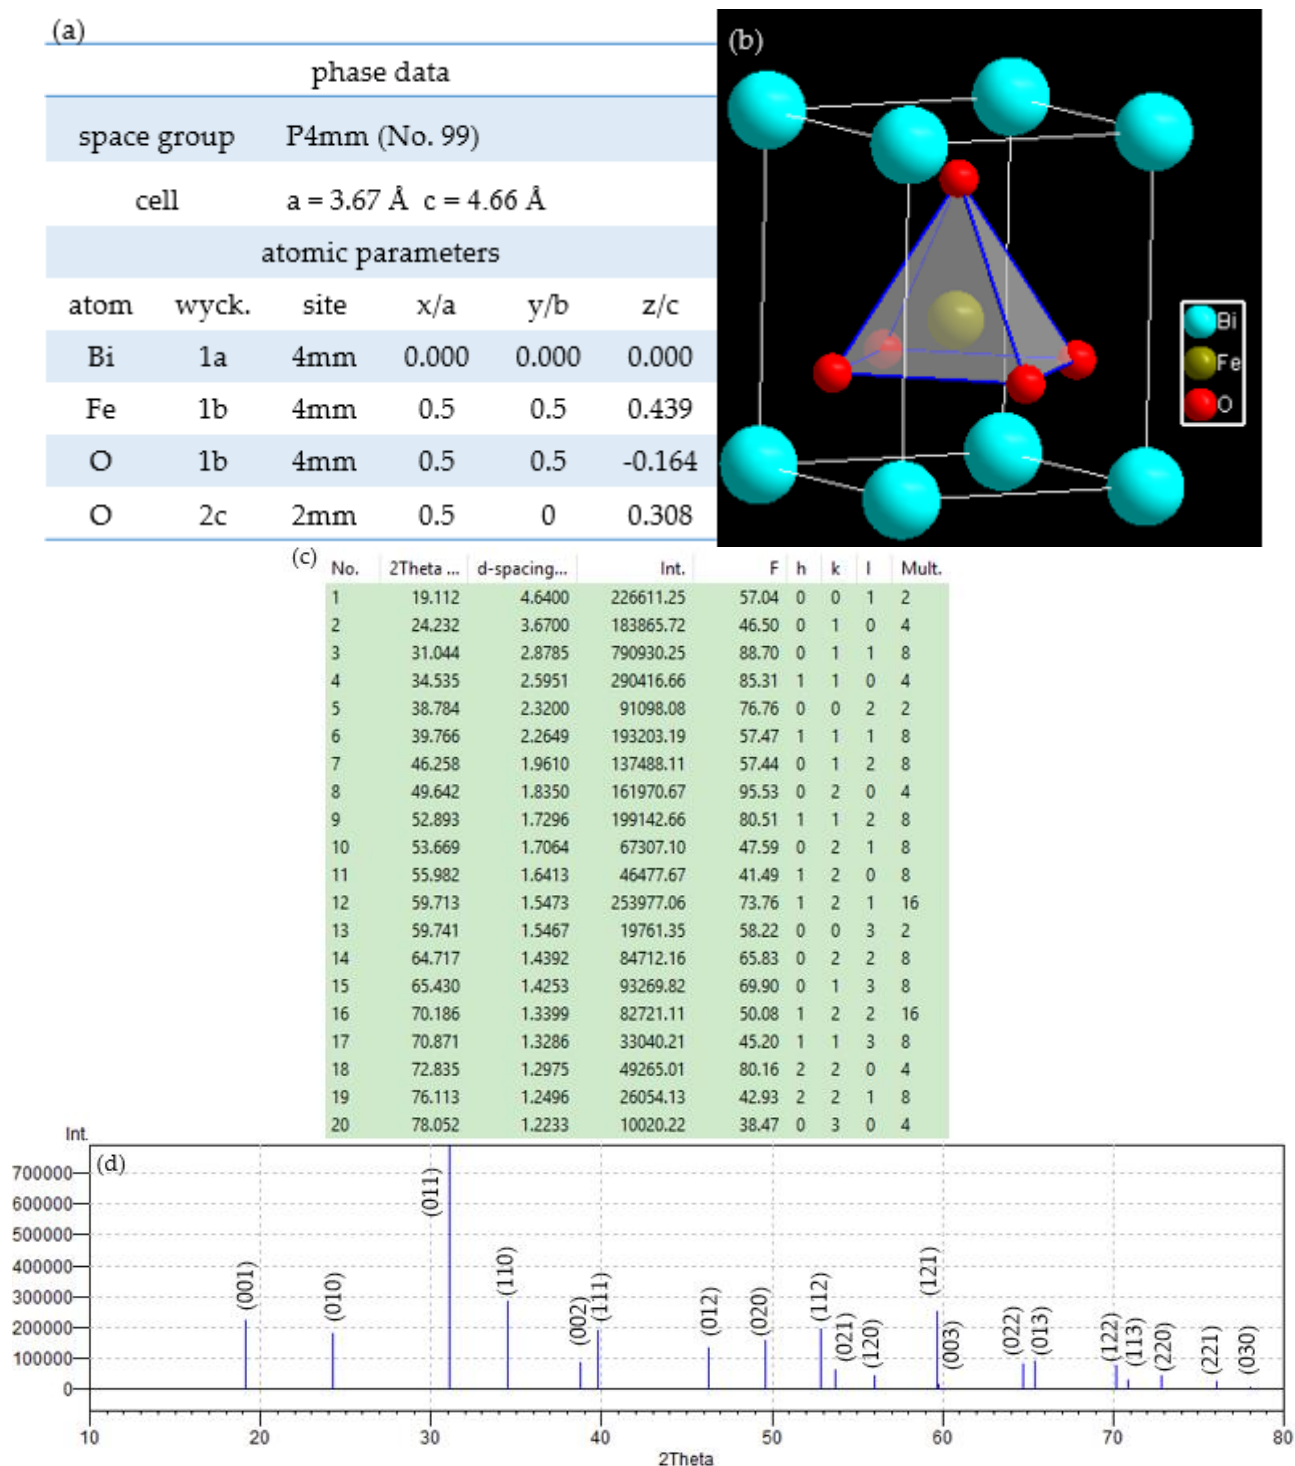 (a)
phase data
space group P4mm (No. 99)
cell a = 3.67 Å c = 4.66 Å
atomic parameters
atom wyck. site x/a y/b z/c
Bi 1a 4mm 0.000 0.000 0.000
Fe 1b 4mm 0.5 0.5 0.439
O 1b 4mm 0.5 0.5 -0.164
O 2c 2mm 0.5 0 0.308
(b)
Bi
Fe
O
(c)
No. 2Theta ... d-spacing... Int. F h k l Mult.
1 19.112 4.6400 226611.25 57.04 0 0 1 2
2 24.232 3.6700 183865.72 46.50 0 1 0 4
3 31.044 2.8785 790930.25 88.70 0 1 1 8
4 34.535 2.5951 290416.66 85.31 1 1 0 4
5 38.784 2.3200 91098.08 76.76 0 0 2 2
6 39.766 2.2649 193203.19 57.47 1 1 1 8
7 46.258 1.9610 137488.11 57.44 0 1 2 8
8 49.642 1.8350 161970.67 95.53 0 2 0 4
9 52.893 1.7296 199142.66 80.51 1 1 2 8
10 53.669 1.7064 67307.10 47.59 0 2 1 8
11 55.982 1.6413 46477.67 41.49 1 2 0 8
12 59.713 1.5473 253977.06 73.76 1 2 1 16
13 59.741 1.5467 19761.35 58.22 0 0 3 2
14 64.717 1.4392 84712.16 65.83 0 2 2 8
15 65.430 1.4253 93269.82 69.90 0 1 3 8
16 70.186 1.3399 82721.11 50.08 1 2 2 16
17 70.871 1.3286 33040.21 45.20 1 1 3 8
18 72.835 1.2975 49265.01 80.16 2 2 0 4
19 76.113 1.2496 26054.13 42.93 2 2 1 8
20 78.052 1.2233 10020.22 38.47 0 3 0 4
Int.
(d)
700000
600000
500000
400000
300000
200000
100000
0
(001)
(010)
(011)
(110)
(002)
(111)
(012)
(020)
(112)
(021)
(120)
(121)
(003)
(022)
(013)
(122)
(113)
(220)
(221)
(030)
10 20 30 40 50 60 70 80
2Theta